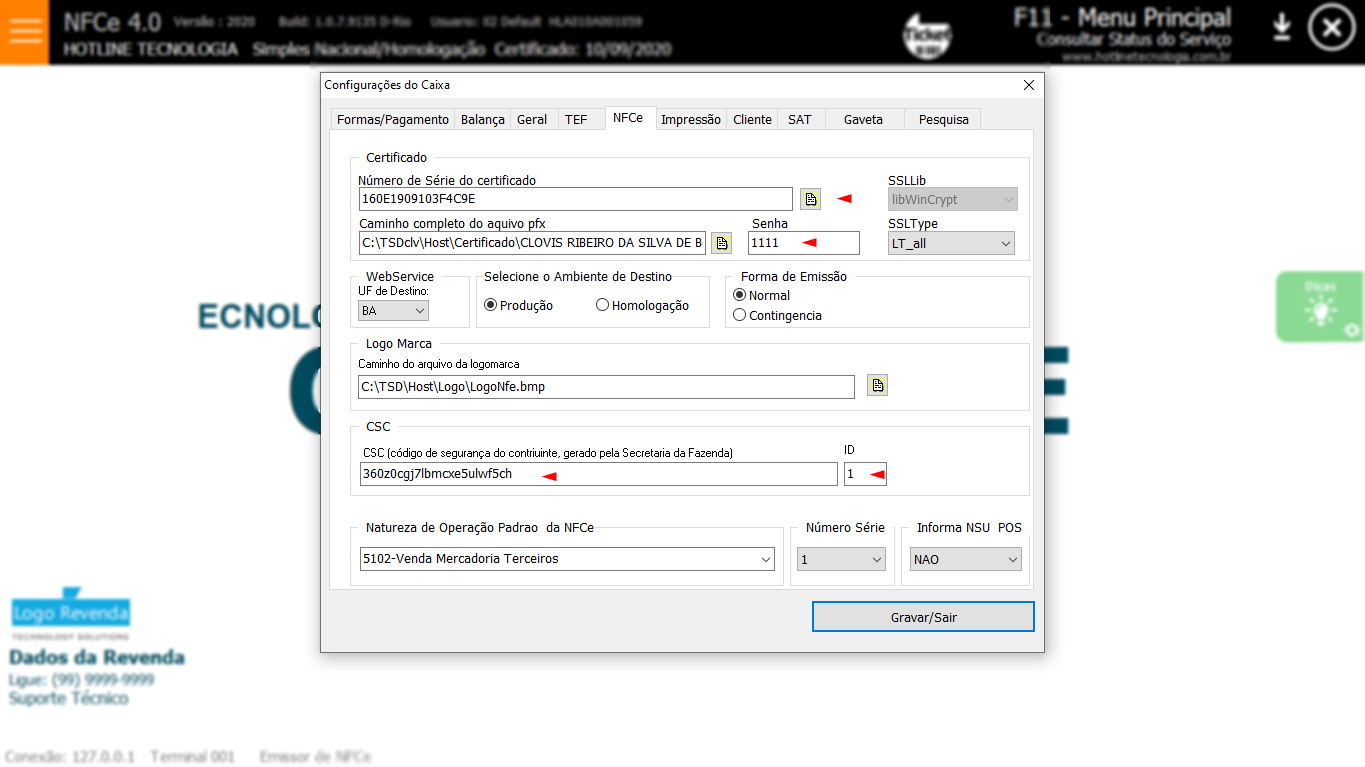 NFCe 4.0 Versão : 2020 Build: 1.0.7.9135 D-Rio Usuario: 02 Default HLA010A001059
HOTLINE TECNOLOGIA Simples Nacional/Homologação Certificado: 10/09/2020
Ticket
F11 - Menu Principal
Consultar Status do Serviço
www.hotlinetecnologia.com.br
Configurações do Caixa
Formas/Pagamento Balança Geral TEF NFCe Impressão Cliente SAT Gaveta Pesquisa
Certificado
Número de Série do certificado SSLLib
160E1909103F4C9E libWinCrypt
Caminho completo do aquivo pfx Senha SSLType
C:\TSDclv\Host\Certificado\CLOVIS RIBEIRO DA SILVA DE B 1111 LT_all
WebService Selecione o Ambiente de Destino Forma de Emissão
UF de Destino:
BA Produção Homologação Normal
Contingencia
Dicas
ECNOLO
Logo Marca
Caminho do arquivo da logomarca
C:\TSD\Host\Logo\LogoNfe.bmp
E
CSC
CSC (código de segurança do contriuinte, gerado pela Secretaria da Fazenda) ID
360z0cgj7lbmcxe5ulwf5ch 1
Natureza de Operação Padrao da NFCe Número Série Informa NSU POS
5102-Venda Mercadoria Terceiros 1 NAO
Gravar/Sair
Logo Revenda
TECHNOLOGY SOLUTIONS
Dados da Revenda
Ligue: (99) 9999-9999
Suporte Técnico
Conexão: 127.0.0.1 Terminal 001 Emissor de NFCe